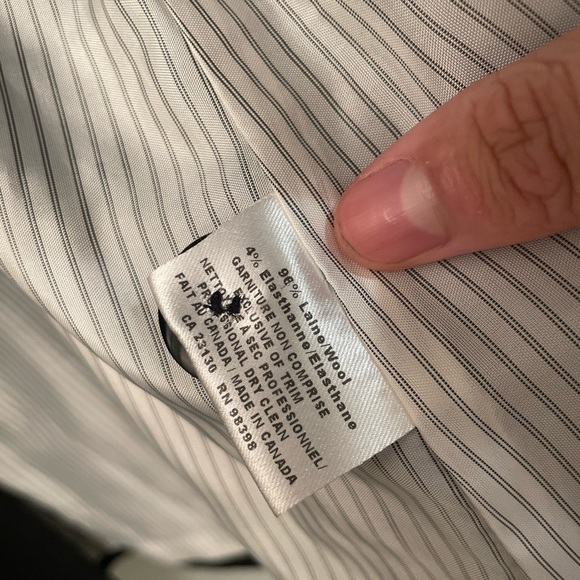 96% Laine/Wool
4% Elasthanne/Elasthane
GARNITURE NON COMPRISE
EXCLUSIVE OF TRIM
A SEC PROFESSIONNEL/
DRY CLEAN
FAIT AU CANADA / MADE IN CANADA
CA 23130 RN 98398